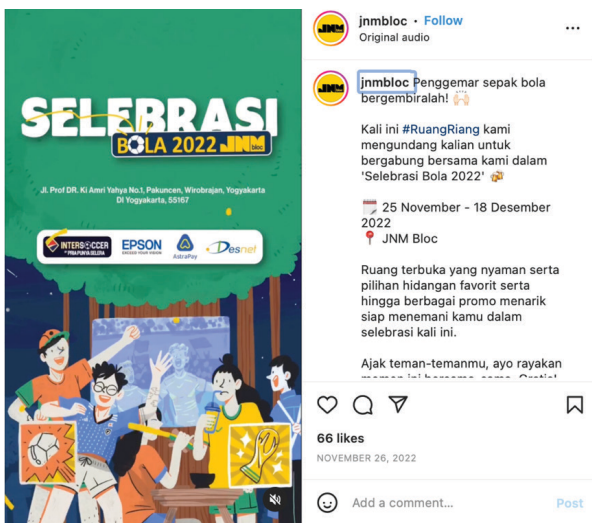 SELEBRASI
BOLA 2022 JNM bloc
Jl. Prof DR. Ki Amri Yahya No.1, Pakuncen, Wirobrajan, Yogyakarta
DI Yogyakarta, 55167
INTERSOCCER
PRIA PUNYA SELERA
EPSON
EXCEED YOUR VISION
AstraPay
Desnet
jnmbloc • Follow
Original audio
jnmbloc Penggemar sepak bola
bergembiralah! 🙌🏻
Kali ini #RuangRiang kami
mengundang kalian untuk
bergabung bersama kami dalam
'Selebrasi Bola 2022' 🎉
🗓️ 25 November - 18 Desember
2022
📍 JNM Bloc
Ruang terbuka yang nyaman serta
pilihan hidangan favorit serta
hingga berbagai promo menarik
siap menemani kamu dalam
selebrasi kali ini.
Ajak teman-temanmu, ayo rayakan
66 likes
NOVEMBER 26, 2022
Add a comment...
Post